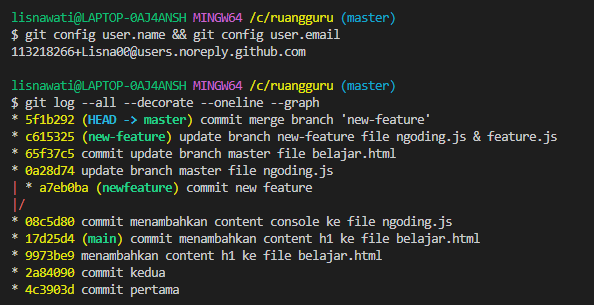 lisnawati@LAPTOP-0AJ4ANSH MINGW64 /c/ruangguru (master)
$ git config user.name && git config user.email
113218266+Lisna00@users.noreply.github.com
lisnawati@LAPTOP-0AJ4ANSH MINGW64 /c/ruangguru (master)
$ git log --all --decorate --oneline --graph
* 5f1b292 (HEAD -> master) commit merge branch 'new-feature'
* c615325 (new-feature) update branch new-feature file ngoding.js & feature.js
* 65f37c5 commit update branch master file belajar.html
* 0a28d74 update branch master file ngoding.js
| * a7eb0ba (newfeature) commit new feature
|/
* 08c5d80 commit menambahkan content console ke file ngoding.js
* 17d25d4 (main) commit menambahkan content h1 ke file belajar.html
* 9973be9 menambahkan content h1 ke file belajar.html
* 2a84090 commit kedua
* 4c3903d commit pertama